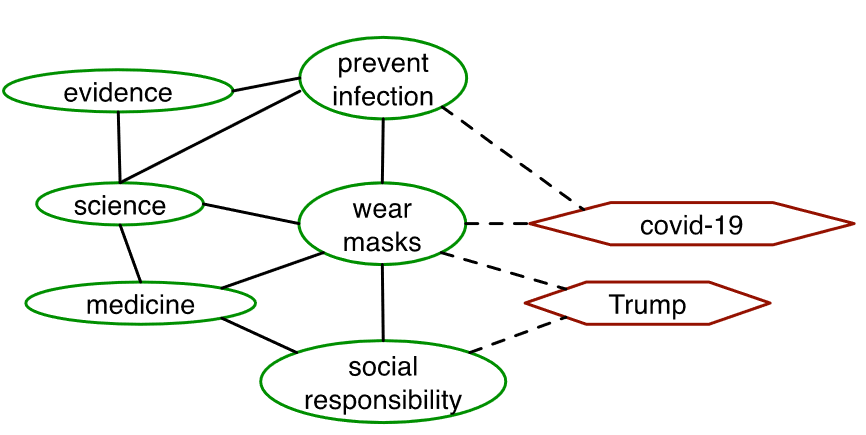 prevent
infection
evidence
science
wear
masks
covid-19
medicine
Trump
social
responsibility